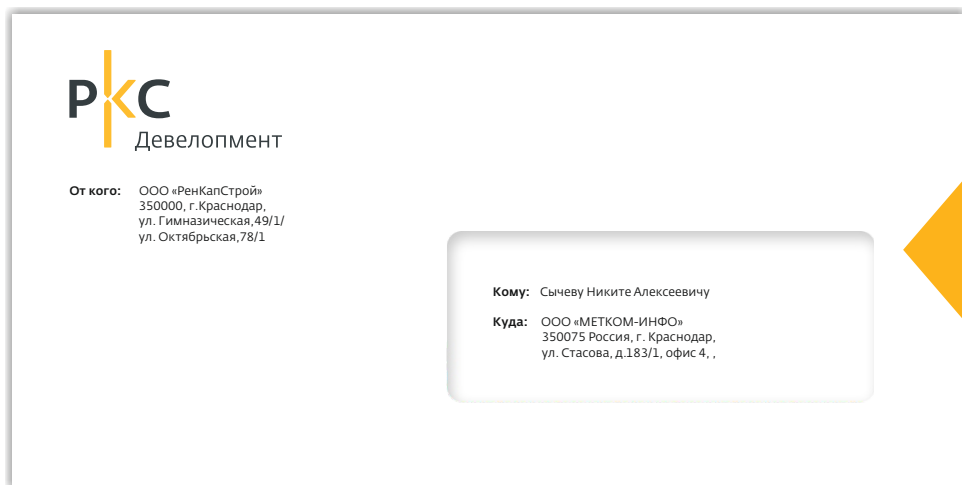 РКС
Девелопмент
От кого: ООО «РенКапСтрой»
350000, г.Краснодар,
ул. Гимназическая,49/1/
ул. Октябрьская,78/1
Кому: Сычеву Никите Алексеевичу
Куда: ООО «МЕТКОМ-ИНФО»
350075 Россия, г. Краснодар,
ул. Стасова, д.183/1, офис 4, ,